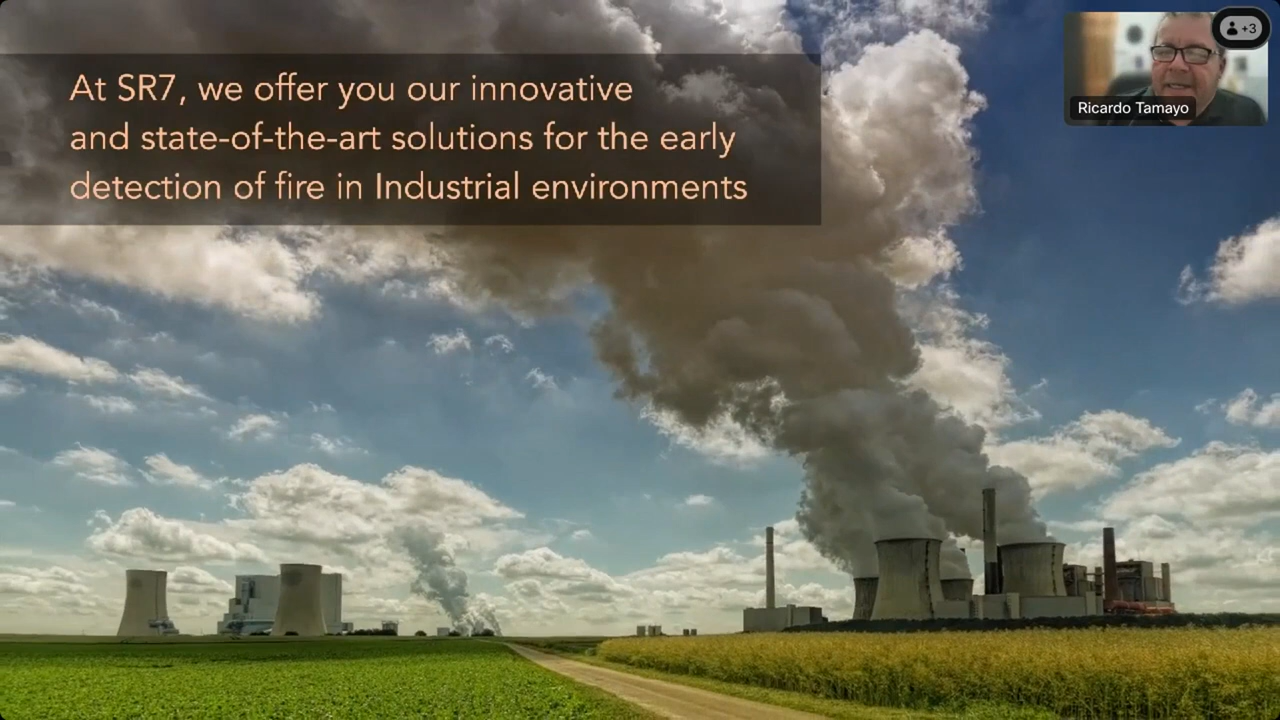 At SR7, we offer you our innovative
and state-of-the-art solutions for the early
detection of fire in Industrial environments
+3
Ricardo Tamayo